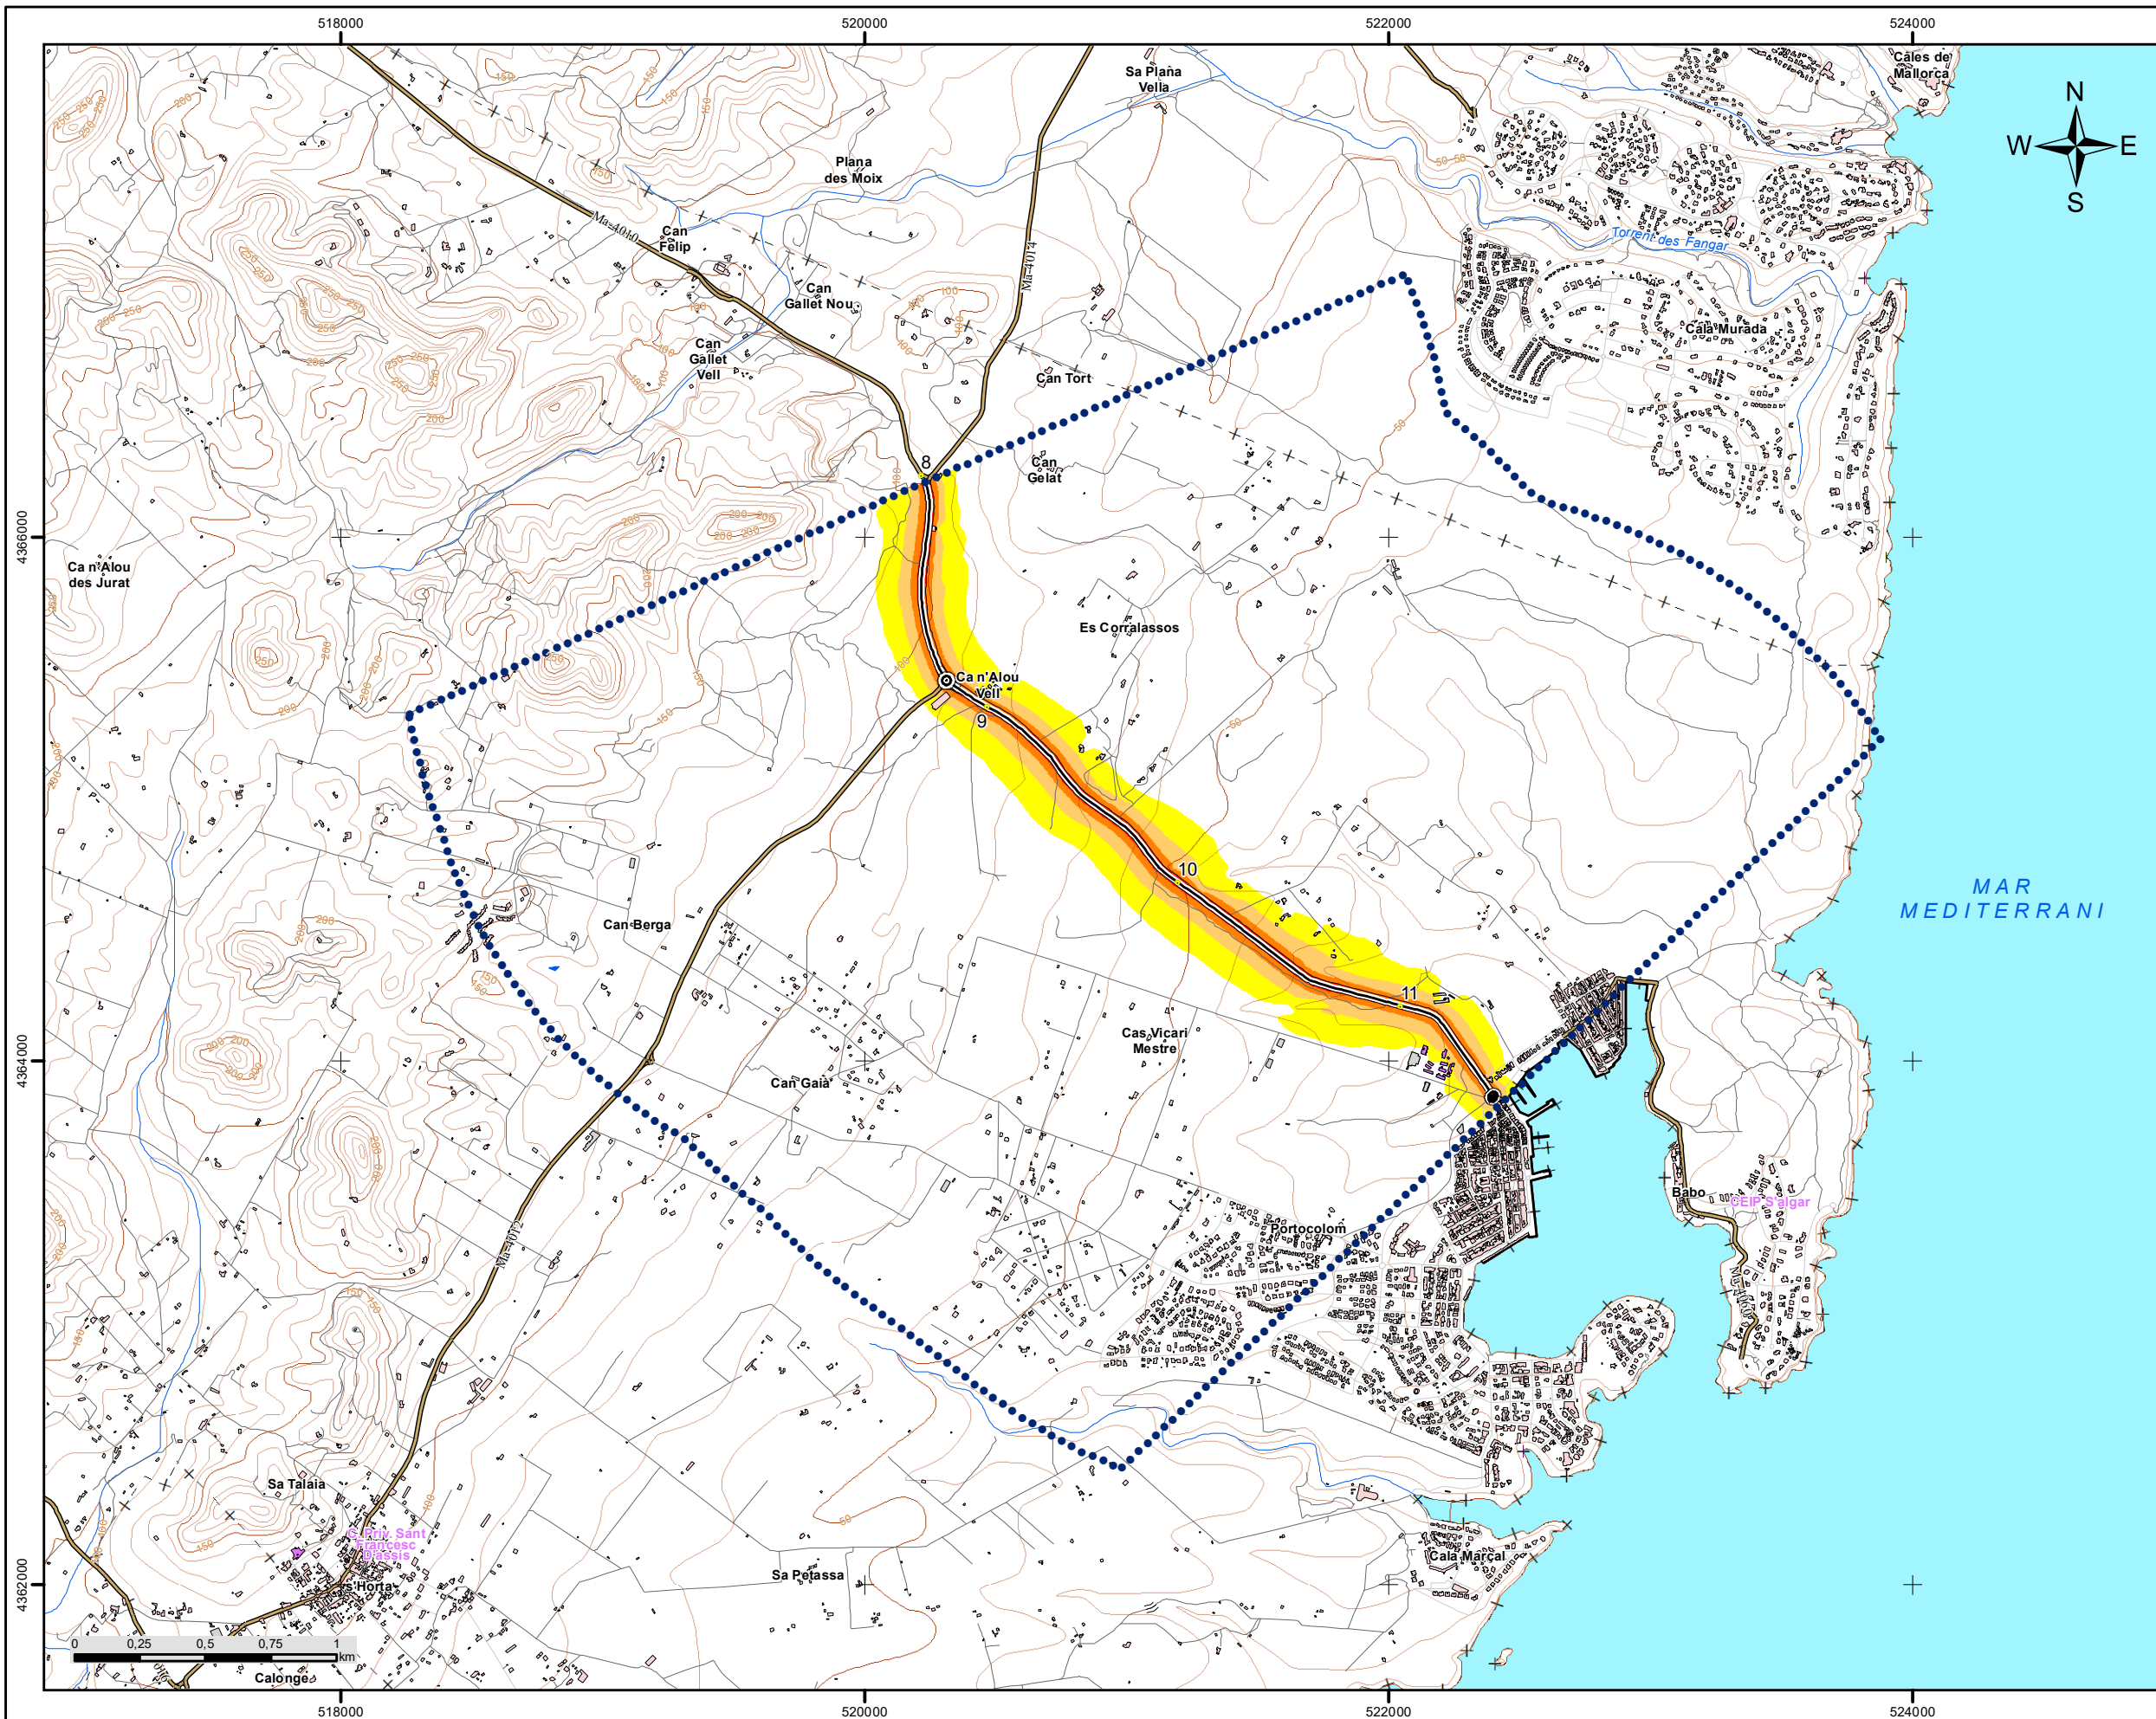 518000
520000
522000
524000
Cales de
Mallorca
Sa Plana
Vella
N
W
E
S
Plana
des Moix
Ma-4010
Can
Felip
Ma-4014
Torrent des Fangar
Can
Gallet Nou
Cala Murada
Can
Gallet
Vell
Can Tort
8
Can
Gelat
4366000
Ca n'Alou
des Jurat
Es Corralassos
Ca n'Alou
Vell
9
10
MAR
MEDITERRANI
Can Berga
11
Cas Vicari
Mestre
4364000
Can Gaià
Babo
CEIP S'algar
Portocolom
Ma-4012
Sa Talaia
C. Priv. Sant
Francesc
D'assis
s'Horta
Sa Petassa
Cala Marçal
4362000
0
0,25
0,5
0,75
1
km
Calonge
518000
520000
522000
524000